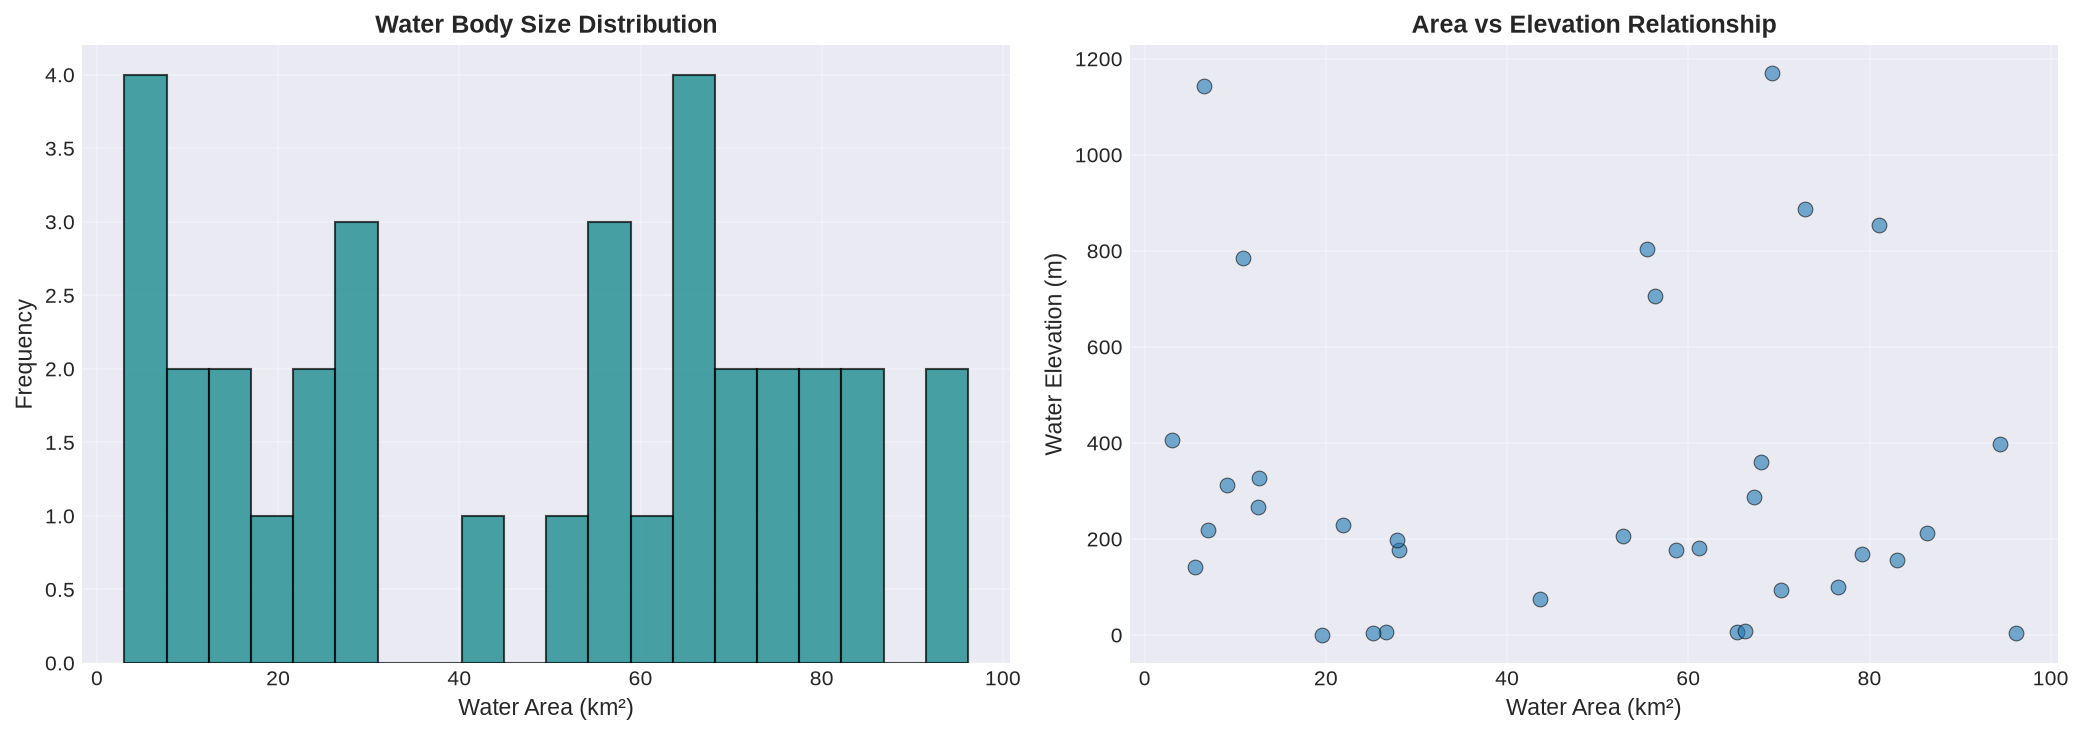 Water Body Size Distribution
4.0
3.5
3.0
2.5
2.0
1.5
1.0
0.5
0.0
Frequency
0 20 40 60 80 100
Water Area (km²)
Area vs Elevation Relationship
1200
1000
800
600
400
200
0
Water Elevation (m)
0 20 40 60 80 100
Water Area (km²)